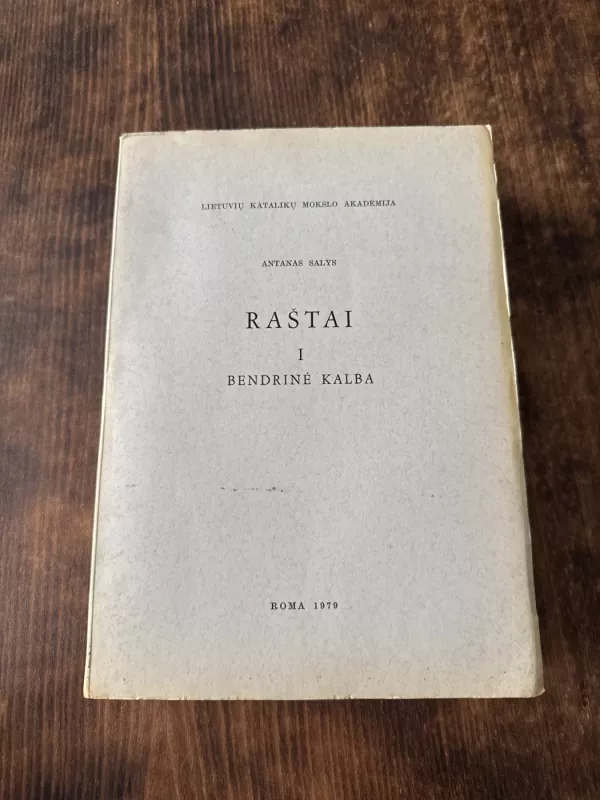 LIETUVIŲ KATALIKŲ MOKSLO AKADEMIJA
ANTANAS SALYS
RAŠTAI
I
BENDRINĖ KALBA
ROMA 1979